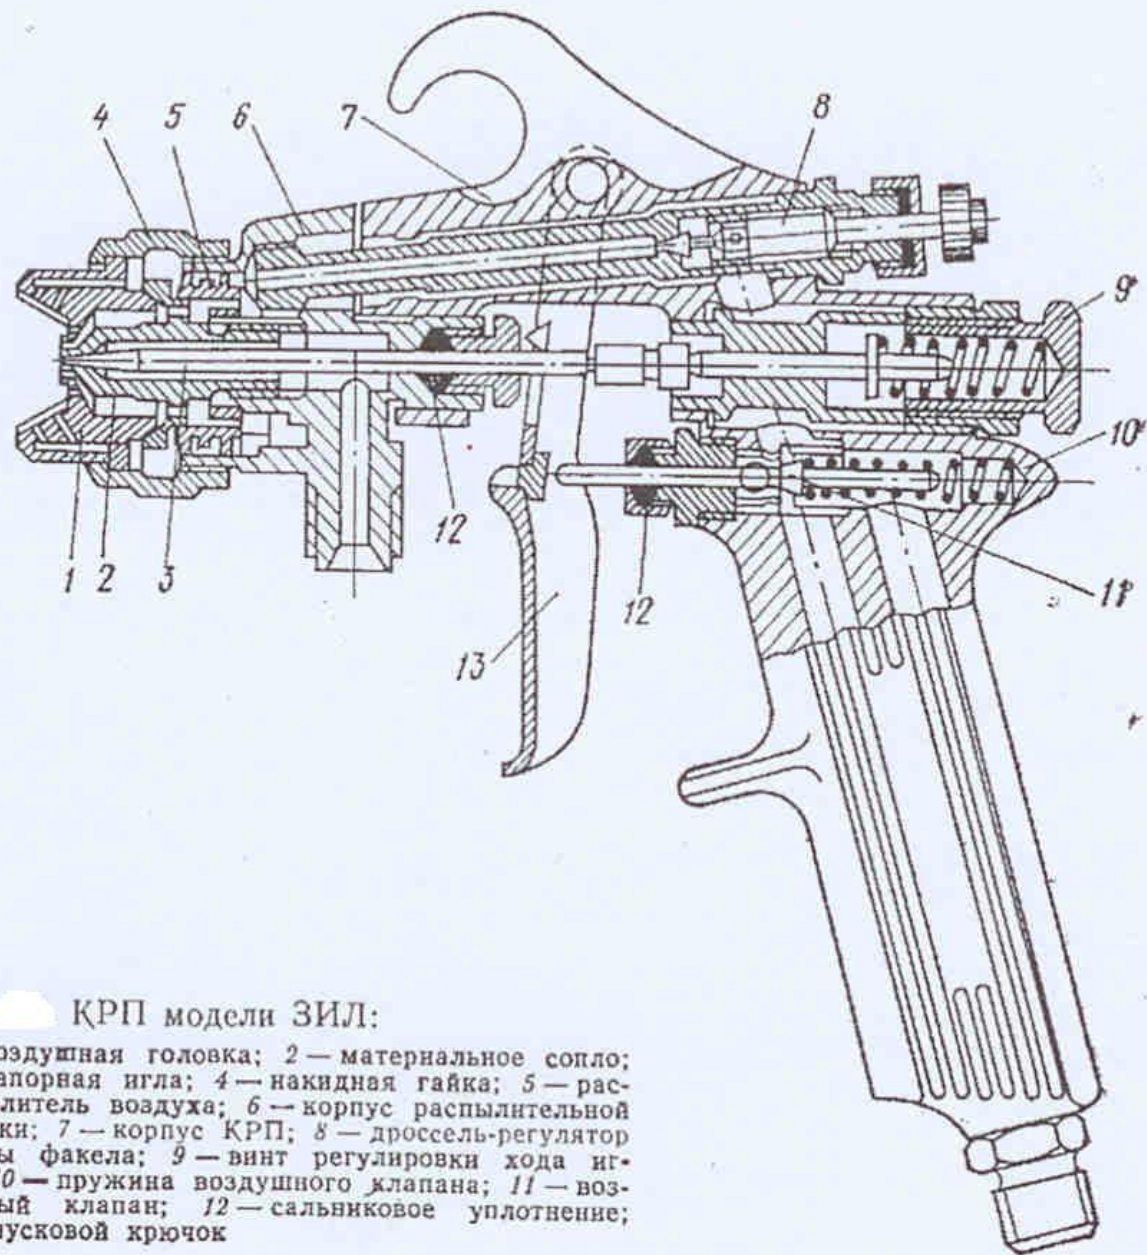 4 5 6 7 8
9
10
12
1 2 3 12 11
13
КРП модели ЗИЛ:
оздушная головка; 2 — материальное сопло;
апорная игла; 4 — накидная гайка; 5 — рас-
литель воздуха; 6 — корпус распылительной
ки; 7 — корпус КРП; 8 — дроссель-регулятор
ы факела; 9 — винт регулировки хода иг-
0 — пружина воздушного клапана; 11 — воз-
ый клапан; 12 — сальниковое уплотнение;
усковой крючок